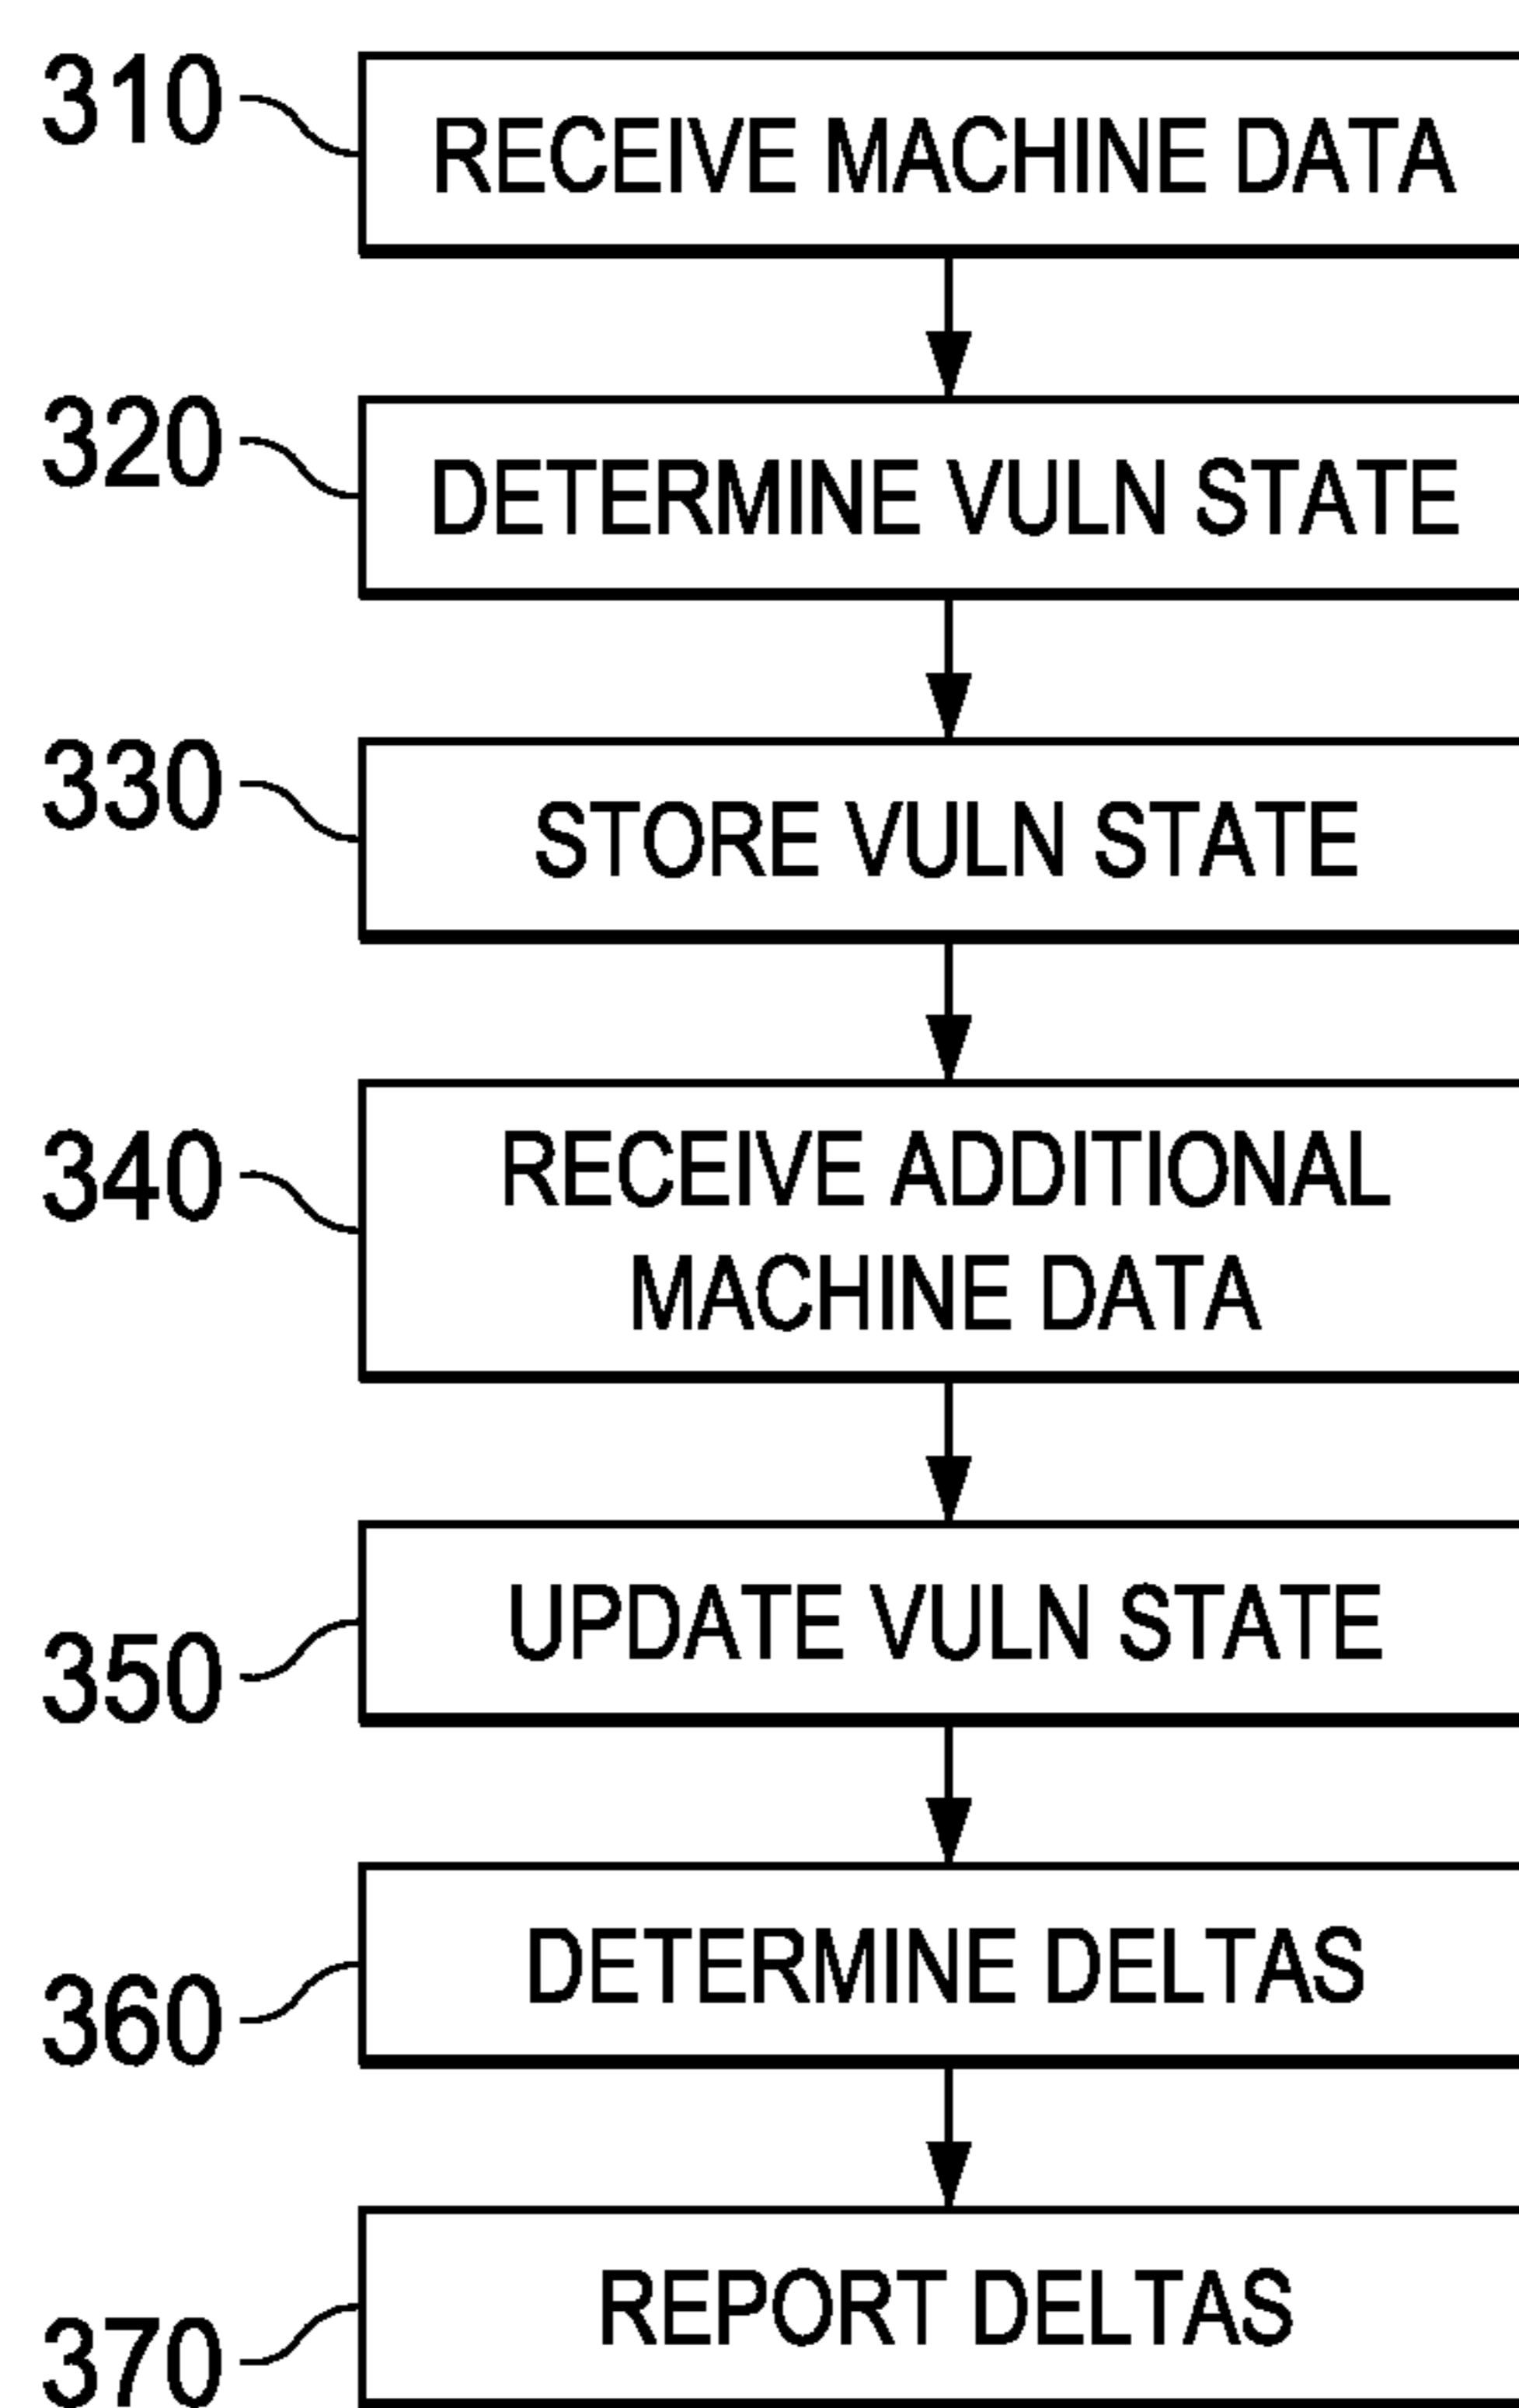 310
RECEIVE MACHINE DATA
320
DETERMINE VULN STATE
330
STORE VULN STATE
340
RECEIVE ADDITIONAL
MACHINE DATA
350
UPDATE VULN STATE
360
DETERMINE DELTAS
370
REPORT DELTAS